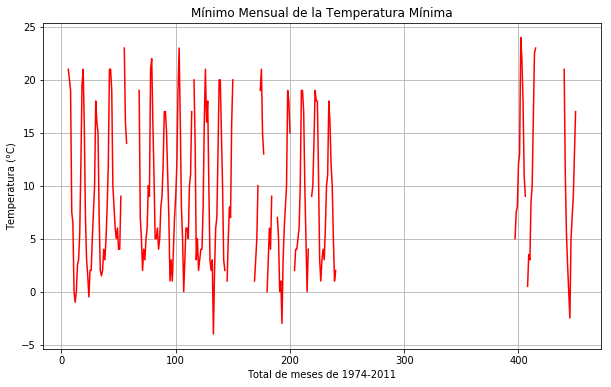 Mínimo Mensual de la Temperatura Mínima
25
20
15
10
5
0
−5
Temperatura (°C)
0 100 200 300 400
Total de meses de 1974-2011